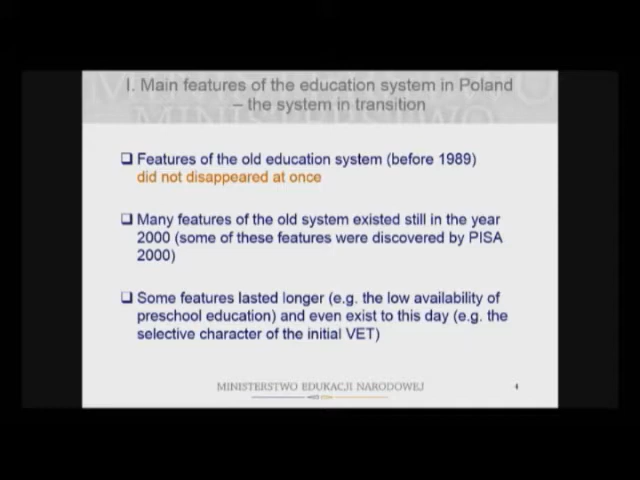 I. Main features of the education system in Poland
– the system in transition
❑ Features of the old education system (before 1989)
did not disappeared at once
❑ Many features of the old system existed still in the year
2000 (some of these features were discovered by PISA
2000)
❑ Some features lasted longer (e.g. the low availability of
preschool education) and even exist to this day (e.g. the
selective character of the initial VET)
MINISTERSTWO EDUKACJI NARODOWEJ
4